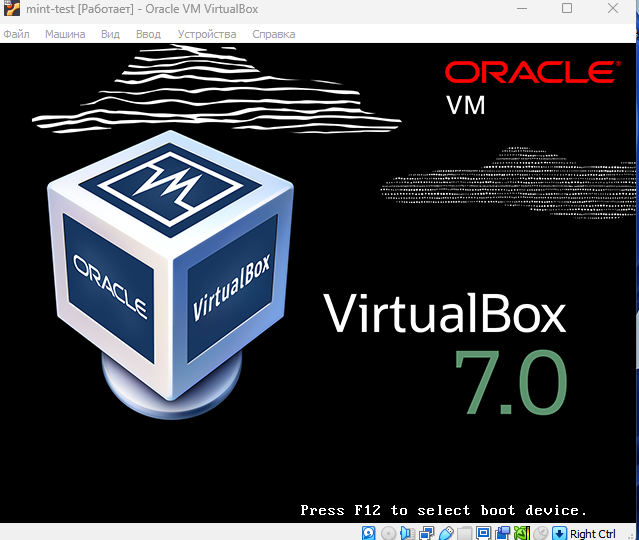 mint-test [Работает] - Oracle VM VirtualBox
Файл Машина Вид Ввод Устройства Справка
ORACLE®
VM
ORACLE
VirtualBox
VirtualBox
7.0
Press F12 to select boot device.
Right Ctrl